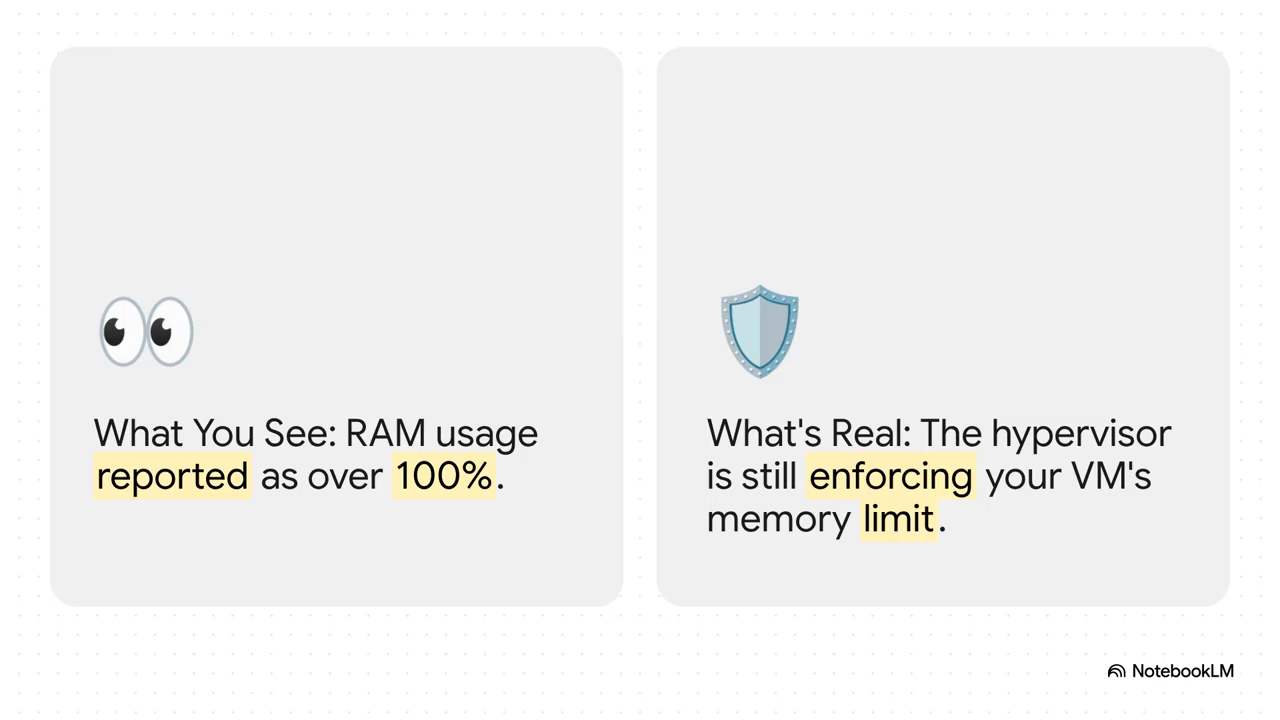 What You See: RAM usage
reported as over 100%.
What's Real: The hypervisor
is still enforcing your VM's
memory limit.
NotebookLM